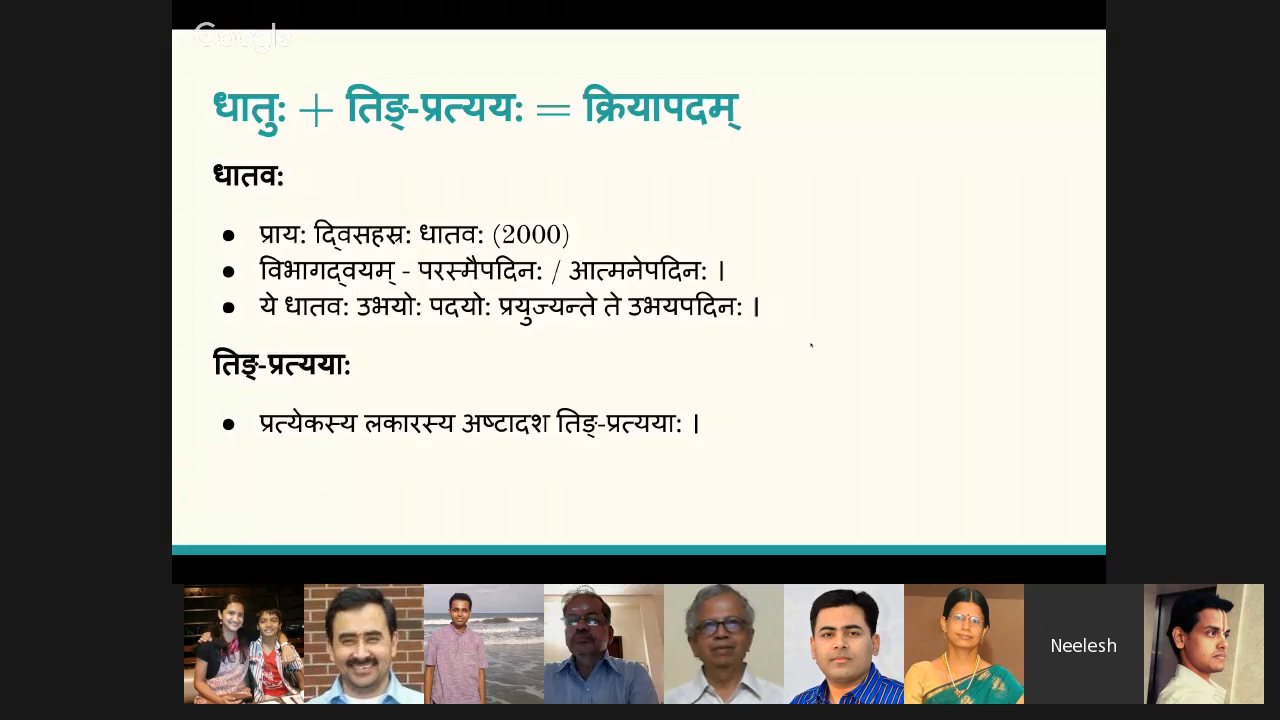 Google
धातुः + तिङ्-प्रत्ययः = क्रियापदम्
धातवः
● प्रायः द्विसहस्रः धातवः (2000)
● विभागद्वयम् - परस्मैपदिनः / आत्मनेपदिनः ।
● ये धातवः उभयोः पदयोः प्रयुज्यन्ते ते उभयपदिनः ।
तिङ्-प्रत्ययाः
● प्रत्येकस्य लकारस्य अष्टादश तिङ्-प्रत्ययाः ।
Neelesh